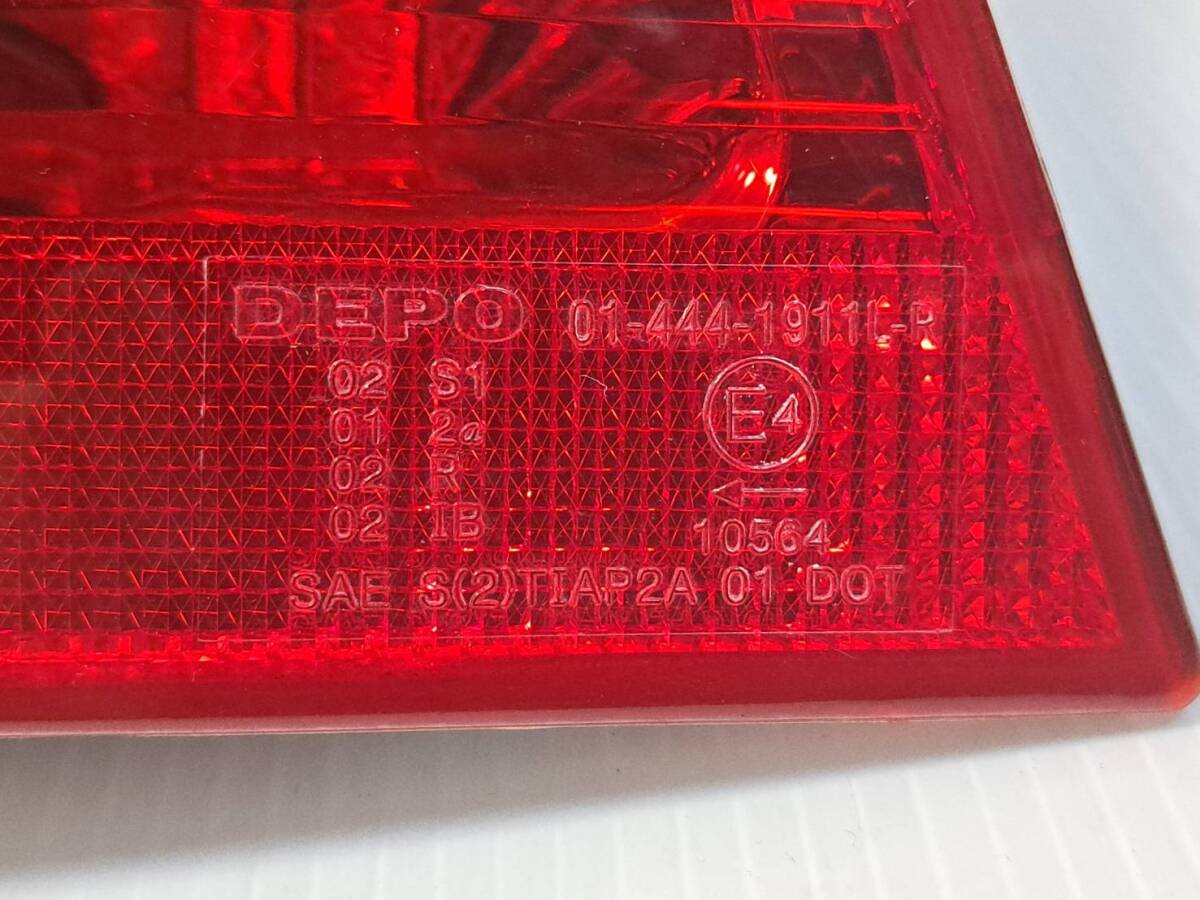 DEPO 01-444-1911L-R
02 S1
01 2a
02 R
02 IB
E4
10564
SAE S(2)TIAP2A 01 DOT